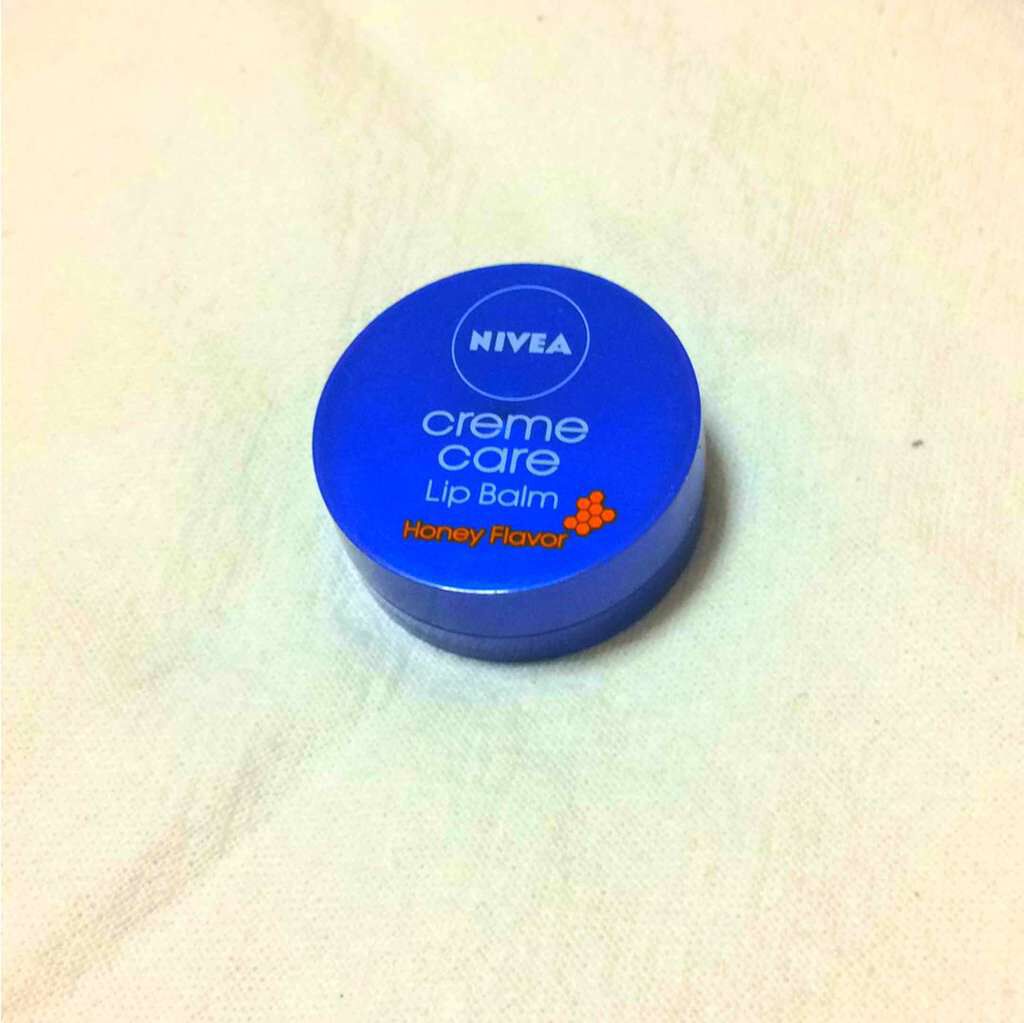 NIVEA
creme
care
Lip Balm
Honey Flavor